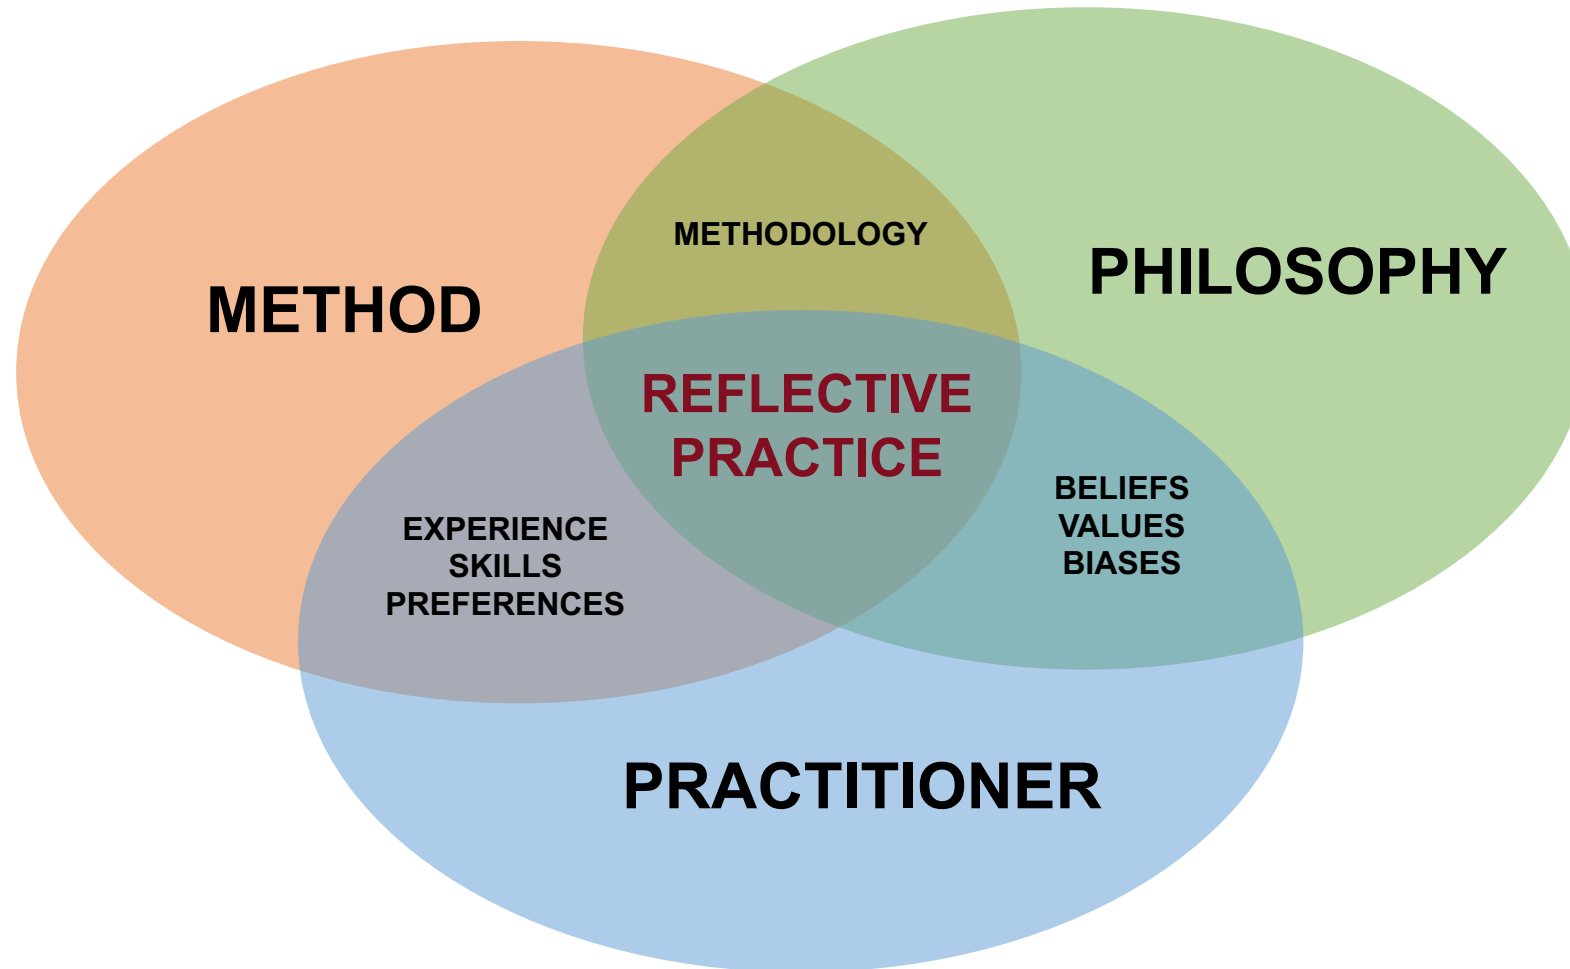 METHODOLOGY
PHILOSOPHY
METHOD
REFLECTIVE
PRACTICE
BELIEFS
VALUES
BIASES
EXPERIENCE
SKILLS
PREFERENCES
PRACTITIONER